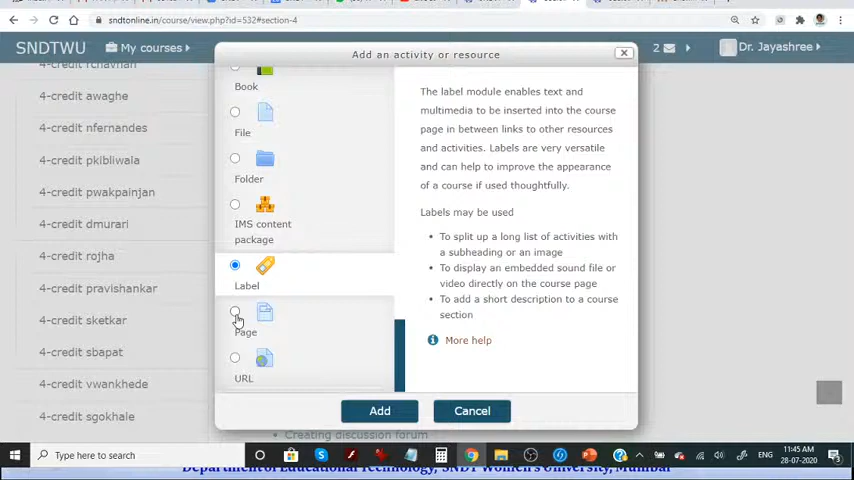 sndtonline.in/course/view.php?id=532#section-4
SNDTWU
My courses
2
Dr. Jayashree
Add an activity or resource
4-credit rchavhan
4-credit awaghe
4-credit nfernandes
4-credit pkibliwala
4-credit pwakpainjan
4-credit dmurari
4-credit rojha
4-credit pravishankar
4-credit sketkar
4-credit sbapat
4-credit vwankhede
4-credit sgokhale
Book
File
Folder
IMS content
package
Label
Page
URL
The label module enables text and
multimedia to be inserted into the course
page in between links to other resources
and activities. Labels are very versatile
and can help to improve the appearance
of a course if used thoughtfully.
Labels may be used
• To split up a long list of activities with
a subheading or an image
• To display an embedded sound file or
video directly on the course page
• To add a short description to a course
section
More help
Add
Cancel
Creating discussion forum
Type here to search
ENG
11:45 AM
28-07-2020
Department of Educational Technology, SNDT Women's University, Mumbai